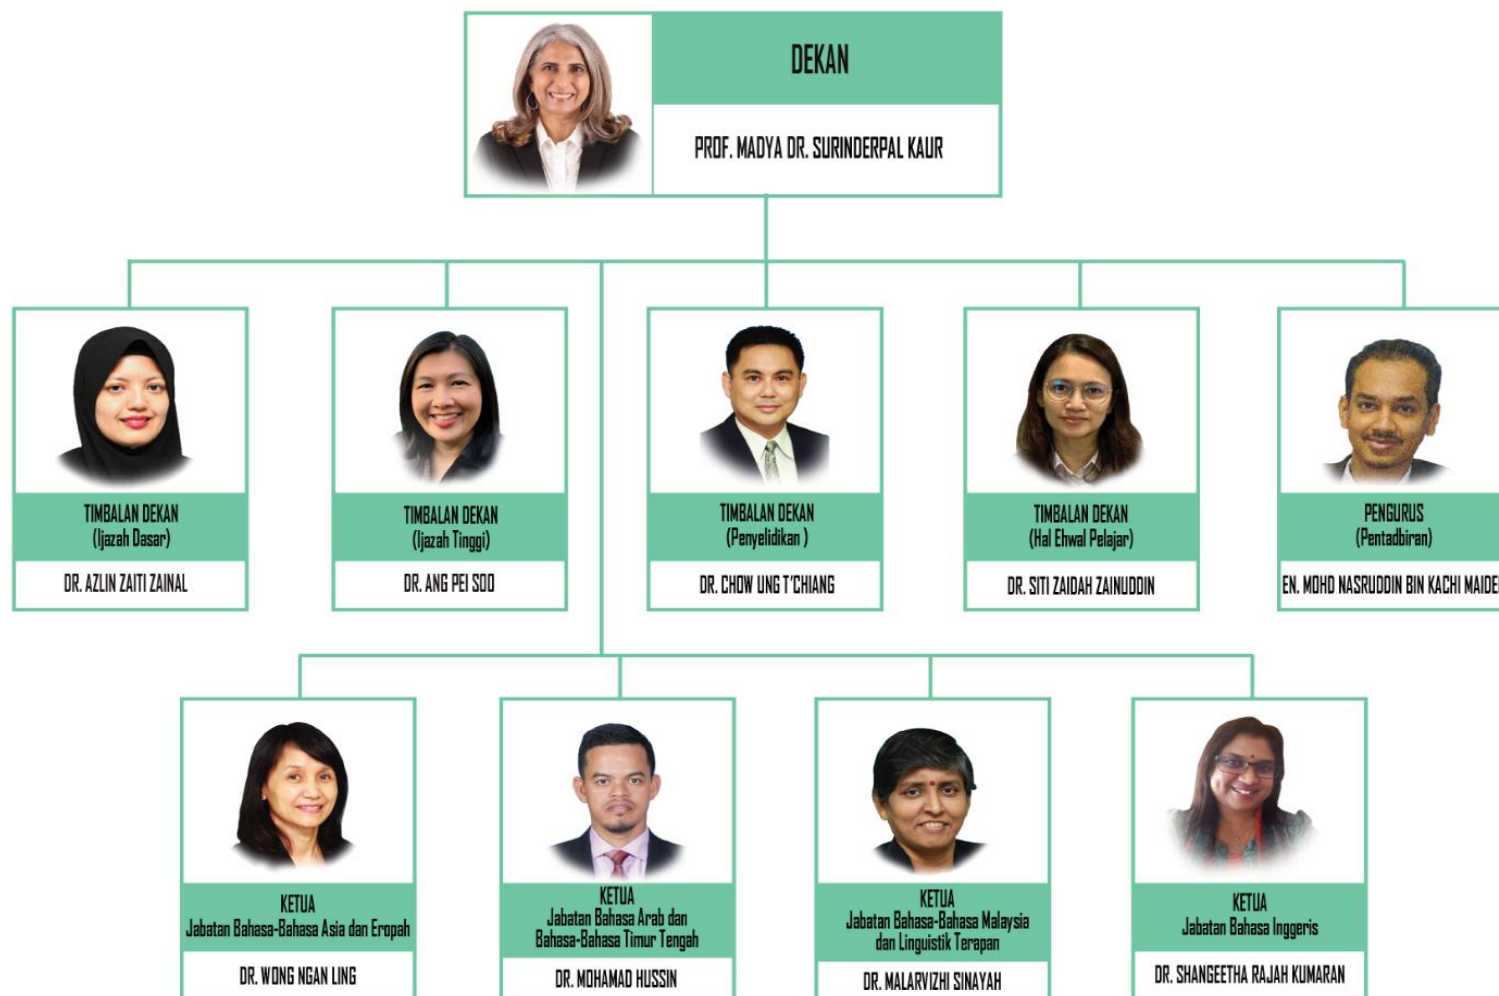 DEKAN
PROF. MADYA DR. SURINDERPAL KAUR
TIMBALAN DEKAN
(Ijazah Dasar)
DR. AZLIN ZAITI ZAINAL
TIMBALAN DEKAN
(Ijazah Tinggi)
DR. ANG PEI SOO
TIMBALAN DEKAN
(Penyelidikan )
DR. CHOW UNG T'CHIANG
TIMBALAN DEKAN
(Hal Ehwal Pelajar)
DR. SITI ZAIDAH ZAINUDDIN
PENGURUS
(Pentadbiran)
EN. MOHD NASRUDDIN BIN KACHI
KETUA
Jabatan Bahasa-Bahasa Asia dan Eropah
DR. WONG NGAN LING
KETUA
Jabatan Bahasa Arab dan
Bahasa-Bahasa Timur Tengah
DR. MOHAMAD HUSSIN
KETUA
Jabatan Bahasa-Bahasa Malaysia
dan Linguistik Terapan
DR. MALARVIZHI SINAYAH
KETUA
Jabatan Bahasa Inggeris
DR. SHANGEETHA RAJAH KUMARAN